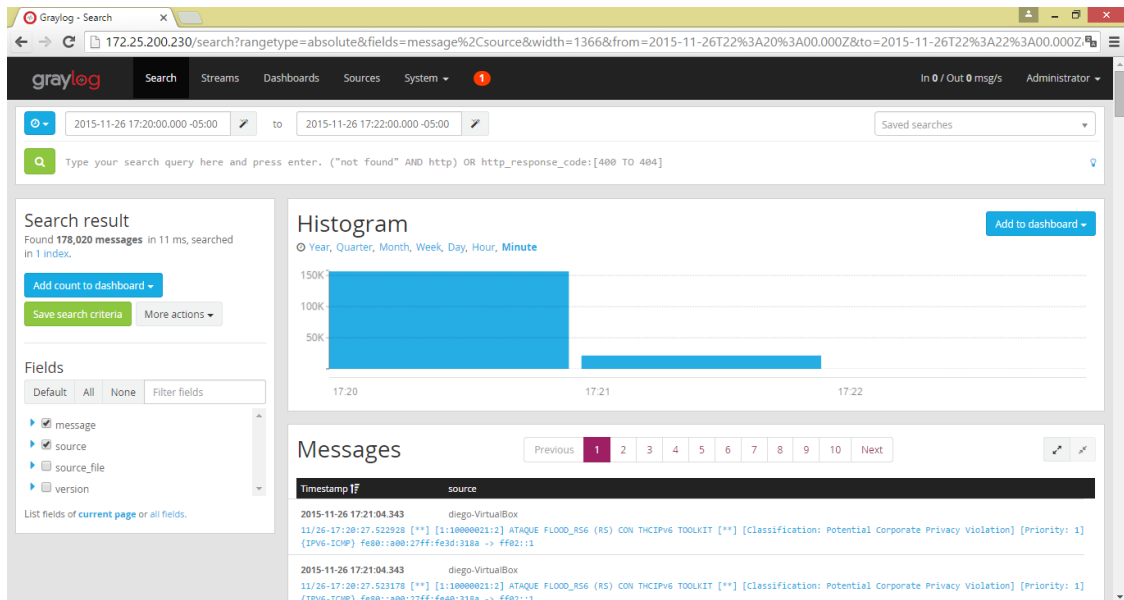 Graylog - Search
172.25.200.230/search?rangetype=absolute&fields=message%2Csource&width=1366&from=2015-11-26T22%3A20%3A00.000Z&to=2015-11-26T22%3A22%3A00.000Z
graylog Search Streams Dashboards Sources System 1 In 0 / Out 0 msg/s Administrator
2015-11-26 17:20:00.000 -05:00 to 2015-11-26 17:22:00.000 -05:00 Saved searches
Type your search query here and press enter. ("not found" AND http) OR http_response_code:[400 TO 404]
Search result
Found 178,020 messages in 11 ms, searched
in 1 index.
Add count to dashboard
Save search criteria More actions
Fields
Default All None Filter fields
message
source
source_file
version
List fields of current page or all fields.
Histogram
Add to dashboard
Year, Quarter, Month, Week, Day, Hour, Minute
150K
100K
50K
17:20 17:21 17:22
Messages
Previous 1 2 3 4 5 6 7 8 9 10 Next
Timestamp source
2015-11-26 17:21:04.343 diego-VirtualBox
11/26-17:20:27.522928 [**] [1:10000021:2] ATAQUE FLOOD_RS6 (RS) CON THCIPv6 TOOLKIT [**] [Classification: Potential Corporate Privacy Violation] [Priority: 1]
{IPV6-ICMP} fe80::a00:27ff:fe3d:318a -> ff02::1
2015-11-26 17:21:04.343 diego-VirtualBox
11/26-17:20:27.523178 [**] [1:10000021:2] ATAQUE FLOOD_RS6 (RS) CON THCIPv6 TOOLKIT [**] [Classification: Potential Corporate Privacy Violation] [Priority: 1]
{IPV6-ICMP} fe80::a00:27ff:fe40:318a -> ff02::1